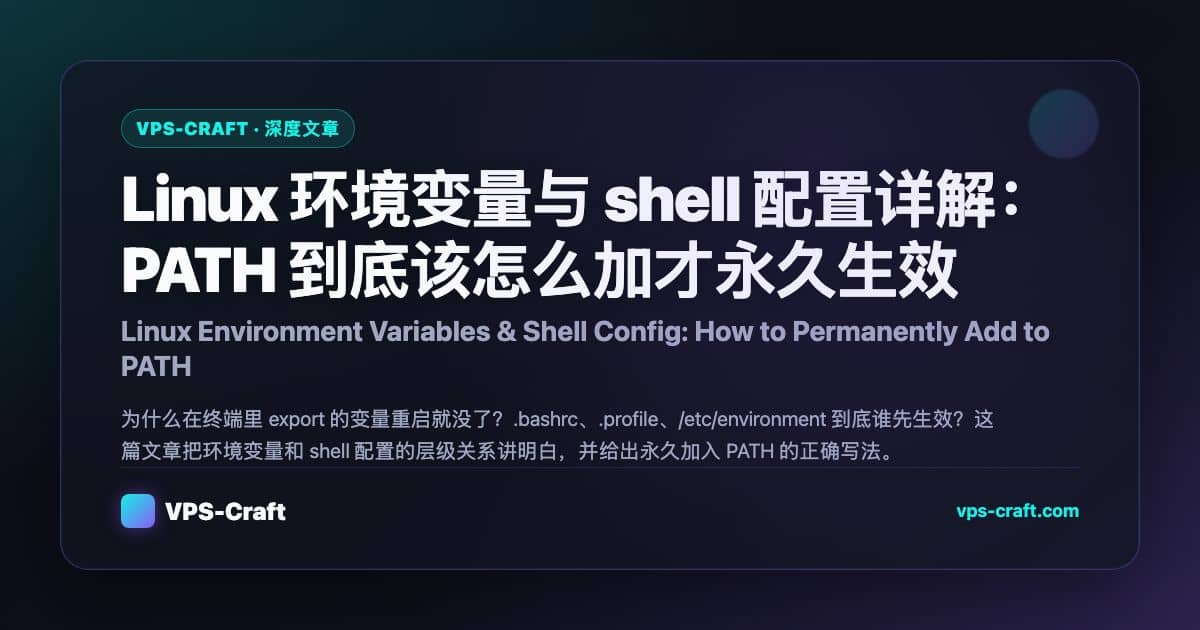 VPS-CRAFT · 深度文章
Linux 环境变量与 shell 配置详解：
PATH 到底该怎么加才永久生效
Linux Environment Variables & Shell Config: How to Permanently Add to
PATH
为什么在终端里 export 的变量重启就没了？.bashrc、.profile、/etc/environment 到底谁先生效？这
篇文章把环境变量和 shell 配置的层级关系讲明白，并给出永久加入 PATH 的正确写法。
VPS-Craft
vps-craft.com